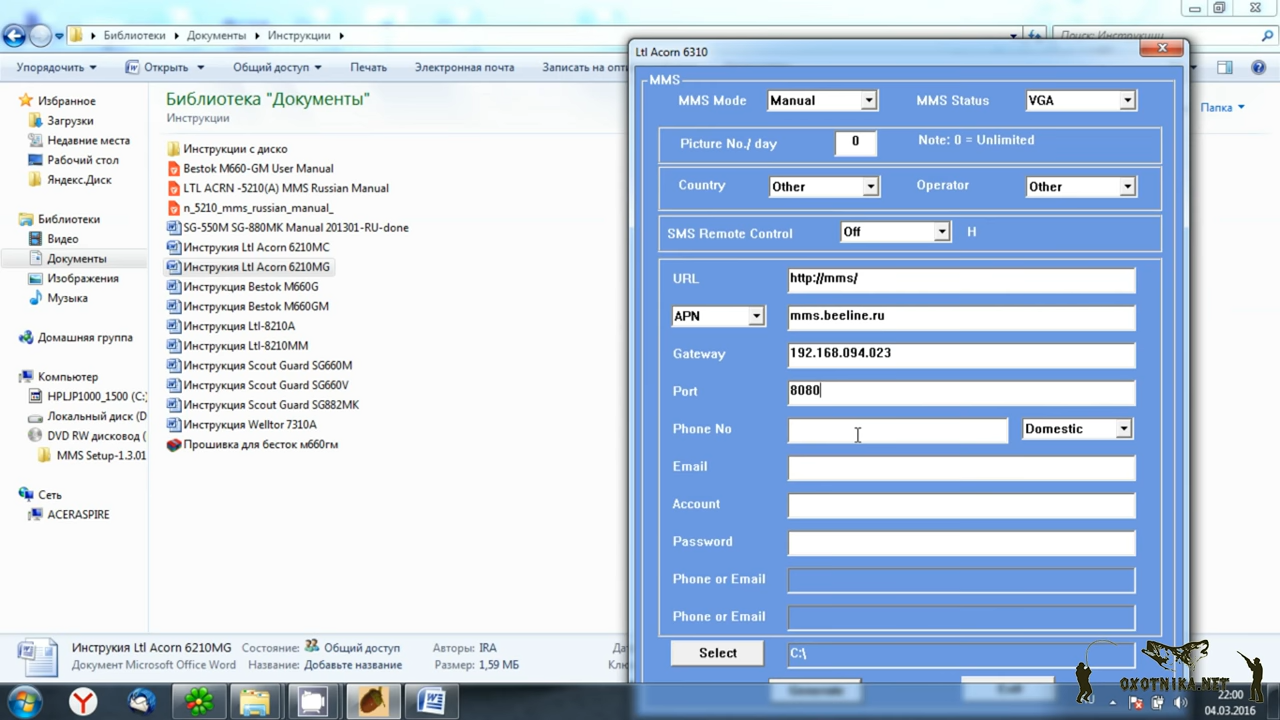 Библиотеки
Документы
Инструкции
Поиск: Инструкции
Упорядочить
Открыть
Общий доступ
Печать
Электронная почта
Записать на опти
Избранное
Загрузки
Недавние места
Рабочий стол
Яндекс.Диск
Библиотеки
Видео
Документы
Изображения
Музыка
Домашняя группа
Компьютер
HPLJP1000_1500 (C:)
Локальный диск (D
DVD RW дисковод (
MMS Setup-1.3.01
Сеть
ACERASPIRE
Библиотека "Документы"
Инструкции
Папка
Инструкции с диско
Bestok M660-GM User Manual
LTL ACRN -5210(A) MMS Russian Manual
n_5210_mms_russian_manual_
SG-550M SG-880MK Manual 201301-RU-done
Инструкия Ltl Acorn 6210MC
Инструкия Ltl Acorn 6210MG
Инструкция Bestok M660G
Инструкция Bestok M660GM
Инструкция Ltl-8210A
Инструкция Ltl-8210MM
Инструкция Scout Guard SG660M
Инструкция Scout Guard SG660V
Инструкция Scout Guard SG882MK
Инструкция Welltor 7310A
Прошивка для бесток м660гм
Ltl Acorn 6310
MMS
MMS Mode Manual MMS Status VGA
Picture No./ day 0 Note: 0 = Unlimited
Country Other Operator Other
SMS Remote Control Off H
URL http://mms/
APN mms.beeline.ru
Gateway 192.168.094.023
Port 8080
Phone No Domestic
Email
Account
Password
Phone or Email
Phone or Email
Select C:\
Инструкия Ltl Acorn 6210MG Состояние: Общий доступ Авторы: IRA
Документ Microsoft Office Word Название: Добавьте название Размер: 1,59 МБ
OXOTNIKA.NET
22:00
04.03.2016